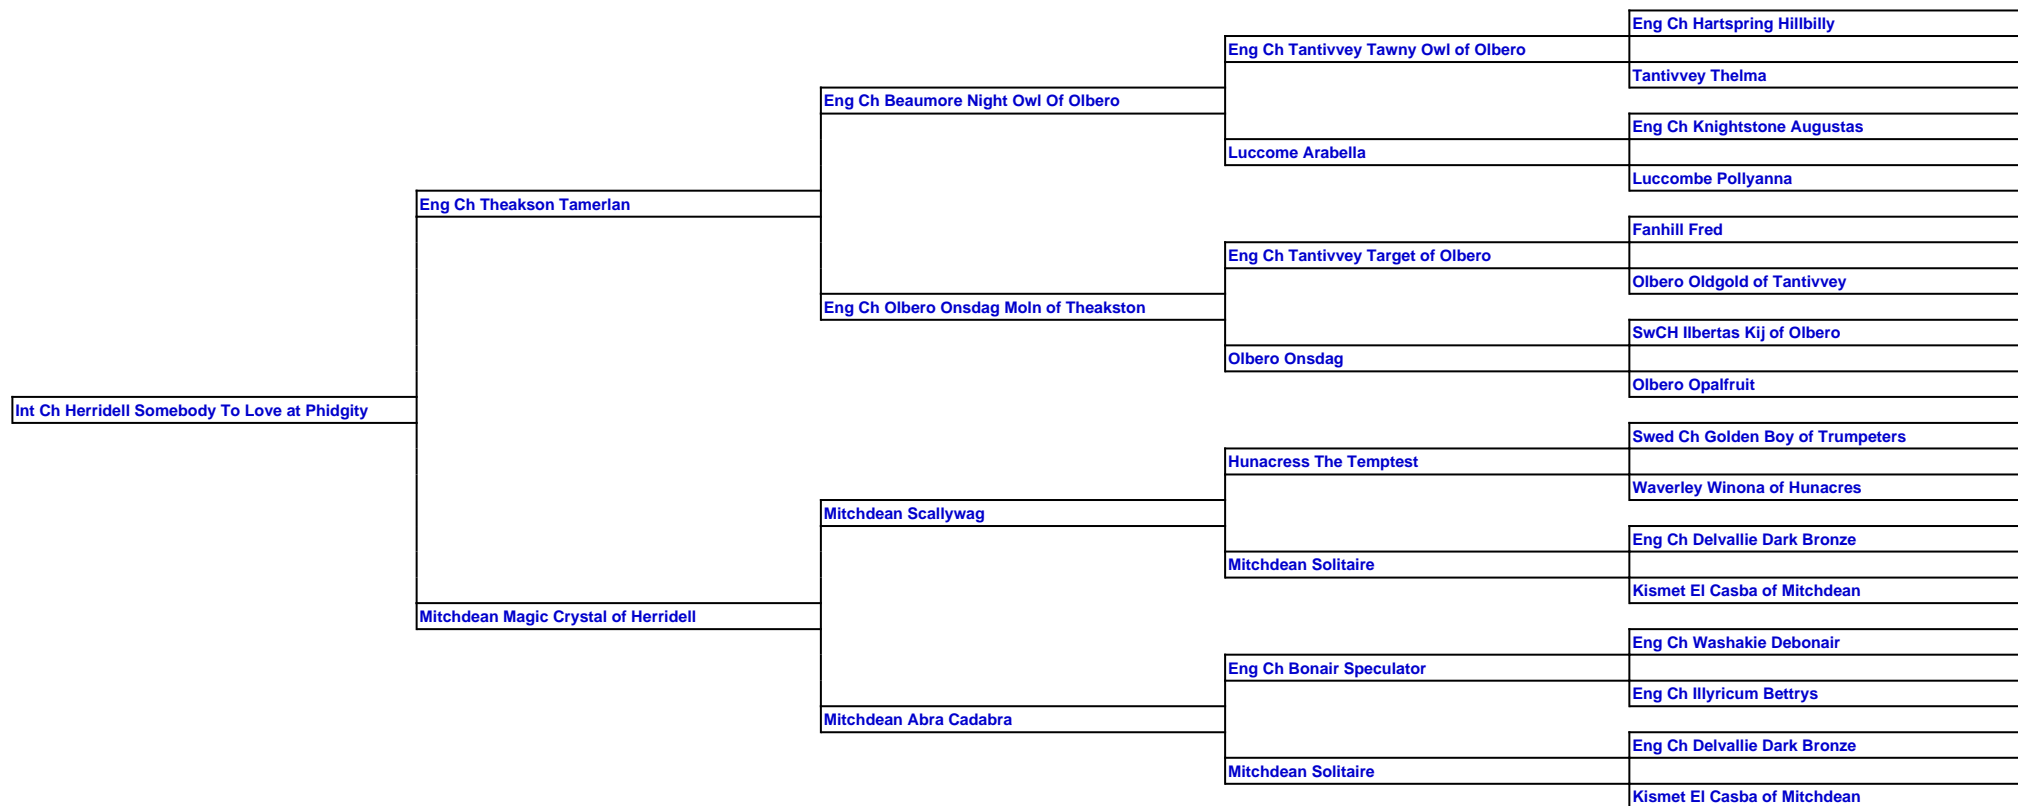 Eng Ch Hartspring Hillbilly
Eng Ch Tantivvey Tawny Owl of Olbero
Tantivvey Thelma
Eng Ch Beaumore Night Owl Of Olbero
Eng Ch Knightstone Augustas
Luccome Arabella
Luccombe Pollyanna
Eng Ch Theakson Tamerlan
Fanhill Fred
Eng Ch Tantivvey Target of Olbero
Olbero Oldgold of Tantivvey
Eng Ch Olbero Onsdag Moln of Theakston
SwCH Ilbertas Kij of Olbero
Olbero Onsdag
Olbero Opalfruit
Int Ch Herridell Somebody To Love at Phidgity
Swed Ch Golden Boy of Trumpeters
Hunacress The Temptest
Waverley Winona of Hunacres
Mitchdean Scallywag
Eng Ch Delvallie Dark Bronze
Mitchdean Solitaire
Kismet El Casba of Mitchdean
Mitchdean Magic Crystal of Herridell
Eng Ch Washakie Debonair
Eng Ch Bonair Speculator
Eng Ch Illyricum Bettrys
Mitchdean Abra Cadabra
Eng Ch Delvallie Dark Bronze
Mitchdean Solitaire
Kismet El Casba of Mitchdean